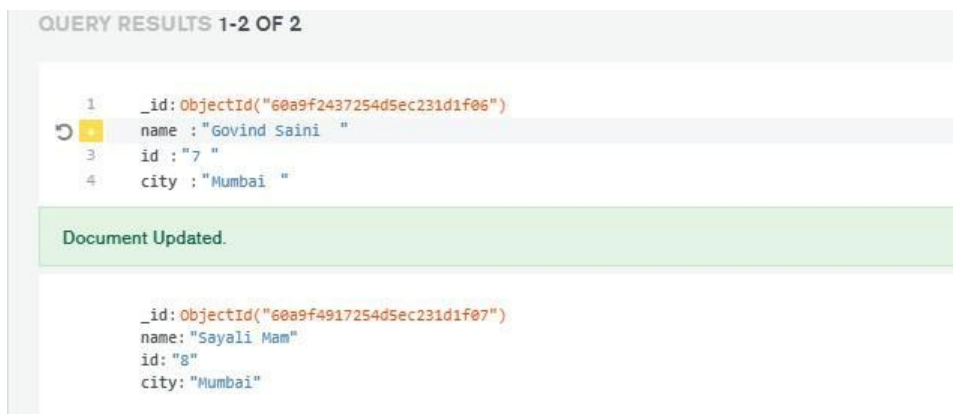 QUERY RESULTS 1-2 OF 2
1 _id: ObjectId("60a9f2437254d5ec231d1f06")
+ name : "Govind Saini  "
3 id : "7 "
4 city : "Mumbai  "
Document Updated.
_id: ObjectId("60a9f4917254d5ec231d1f07")
name: "Sayali Mam"
id: "8"
city: "Mumbai"